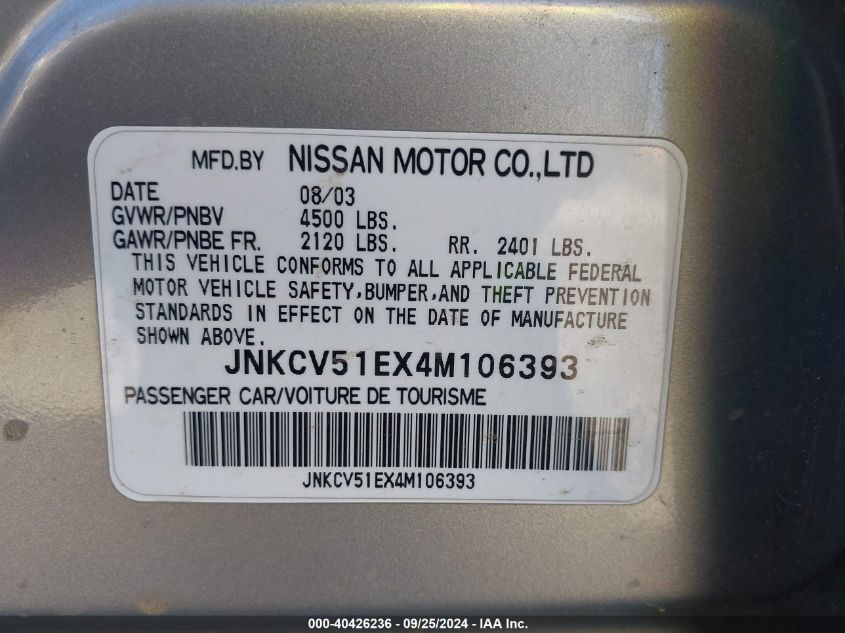 MFD.BY NISSAN MOTOR CO.,LTD
DATE 08/03
GVWR/PNBV 4500 LBS.
GAWR/PNBE FR. 2120 LBS. RR. 2401 LBS.
THIS VEHICLE CONFORMS TO ALL APPLICABLE FEDERAL
MOTOR VEHICLE SAFETY,BUMPER,AND THEFT PREVENTION
STANDARDS IN EFFECT ON THE DATE OF MANUFACTURE
SHOWN ABOVE.
JNKCV51EX4M106393
PASSENGER CAR/VOITURE DE TOURISME
JNKCV51EX4M106393
000-40426236 - 09/25/2024 - IAA Inc.